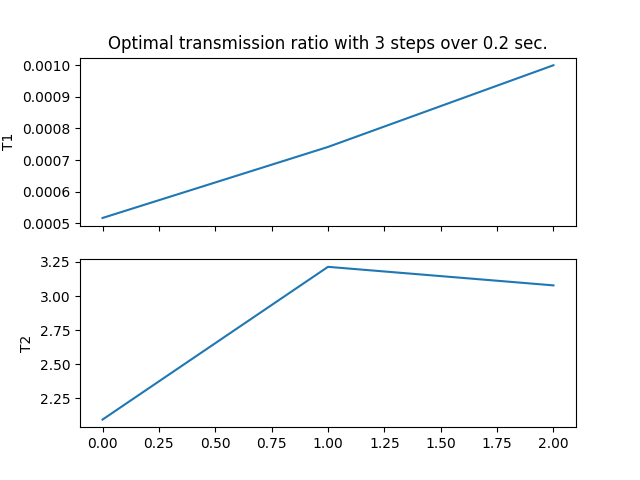 Optimal transmission ratio with 3 steps over 0.2 sec.
0.0010
0.0009
0.0008
0.0007
0.0006
0.0005
T1
3.25
3.00
2.75
2.50
2.25
T2
0.00 0.25 0.50 0.75 1.00 1.25 1.50 1.75 2.00